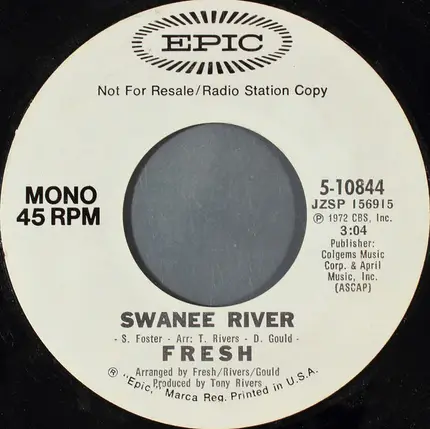 EPIC
Not For Resale/Radio Station Copy
MONO
45 RPM
5-10844
JZSP 156915
Ⓟ 1972 CBS, Inc.
3:04
Publisher:
Colgems Music
Corp. & April
Music, Inc.
(ASCAP)
SWANEE RIVER
- S. Foster - Arr: T. Rivers - D. Gould -
FRESH
Arranged by Fresh/Rivers/Gould
Produced by Tony Rivers
® "Epic," Marca Reg. Printed in U.S.A.